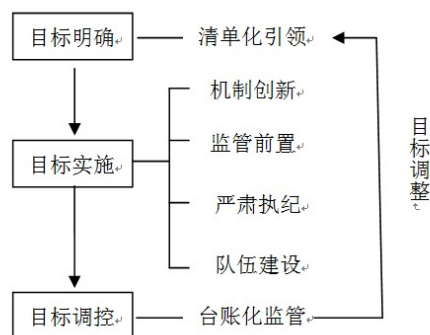 目标明确
清单化引领
机制创新
监管前置
目标实施
严肃执纪
队伍建设
目标调控
台账化监管
目标调整